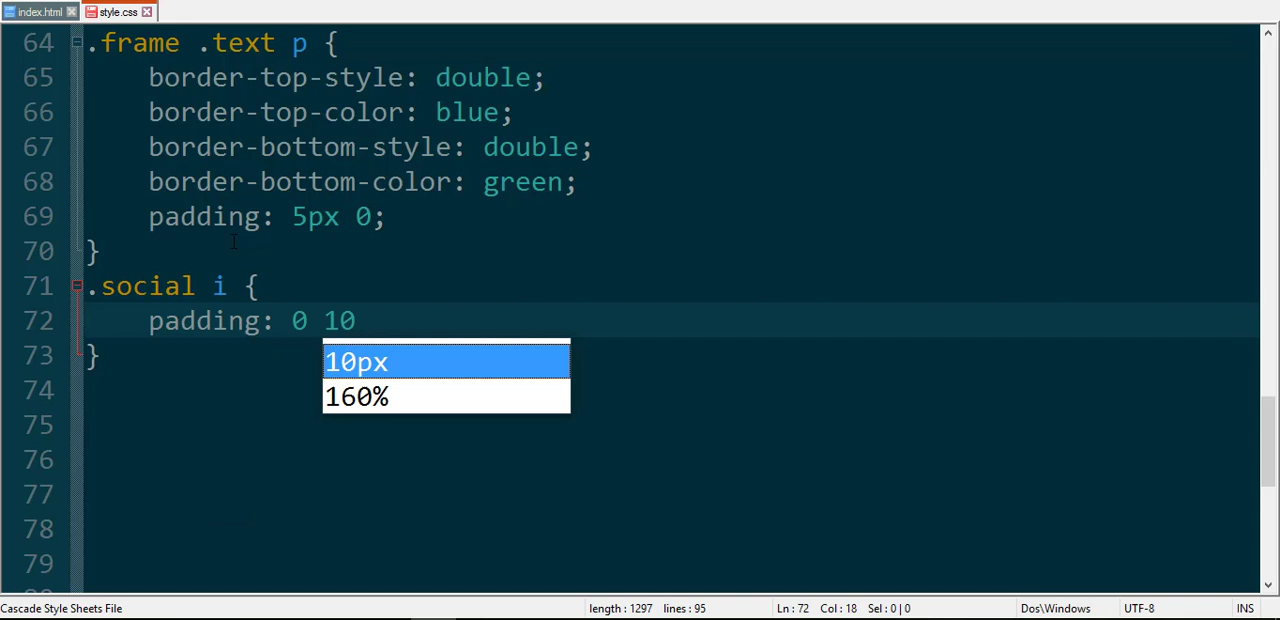 index.html style.css
64 .frame .text p {
65 border-top-style: double;
66 border-top-color: blue;
67 border-bottom-style: double;
68 border-bottom-color: green;
69 padding: 5px 0;
70 }
71 .social i {
72 padding: 0 10
10px
73 }
160%
74
75
76
77
78
79
Cascade Style Sheets File length : 1297 lines : 95 Ln : 72 Col : 18 Sel : 0 | 0 Dos\Windows UTF-8 INS